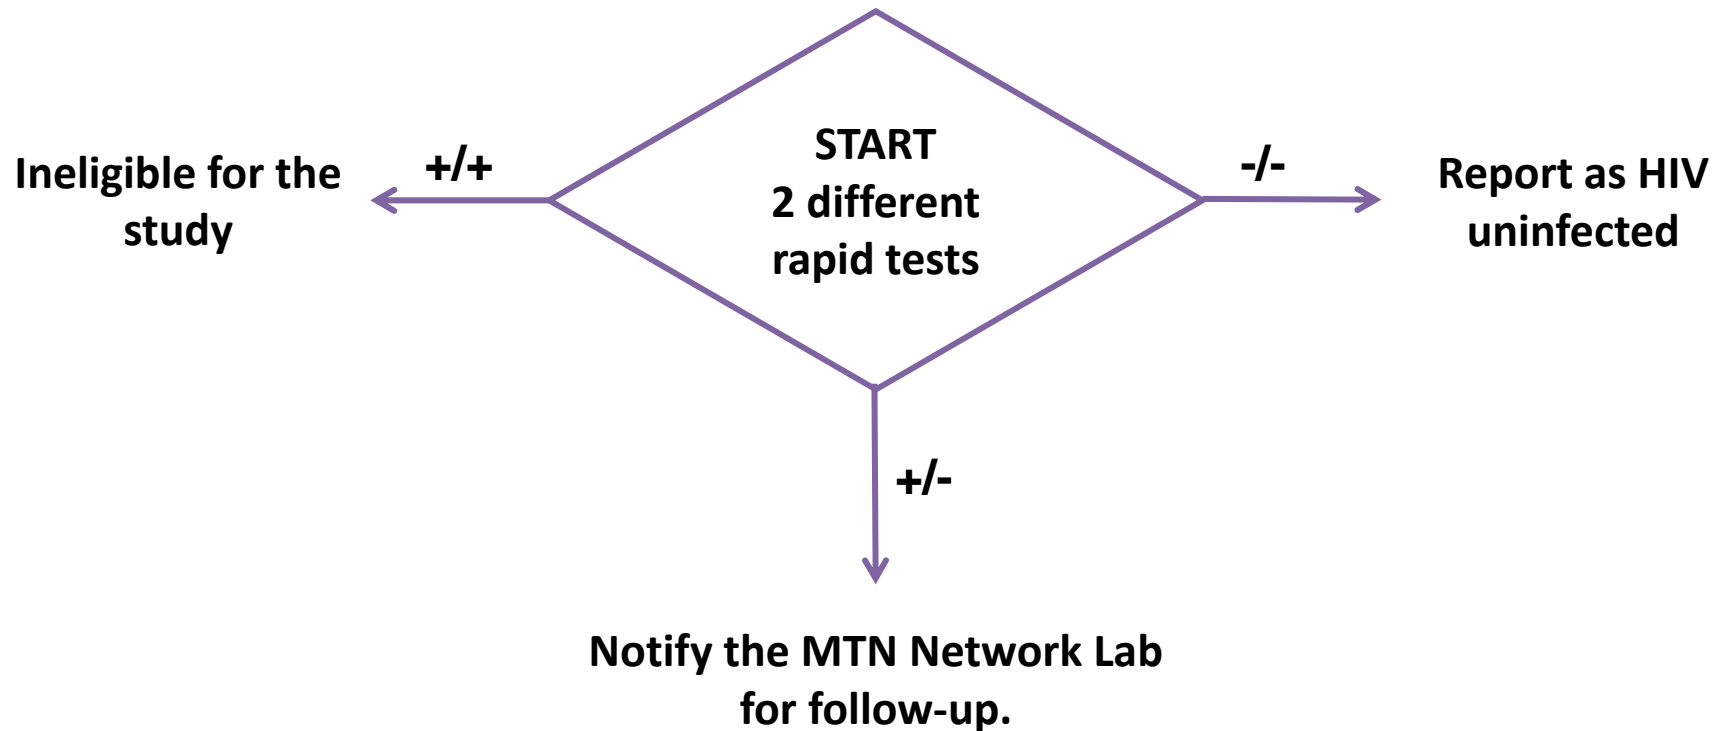 START
2 different
rapid tests
+/+
Ineligible for the
study
-/-
Report as HIV
uninfected
+/-
Notify the MTN Network Lab
for follow-up.